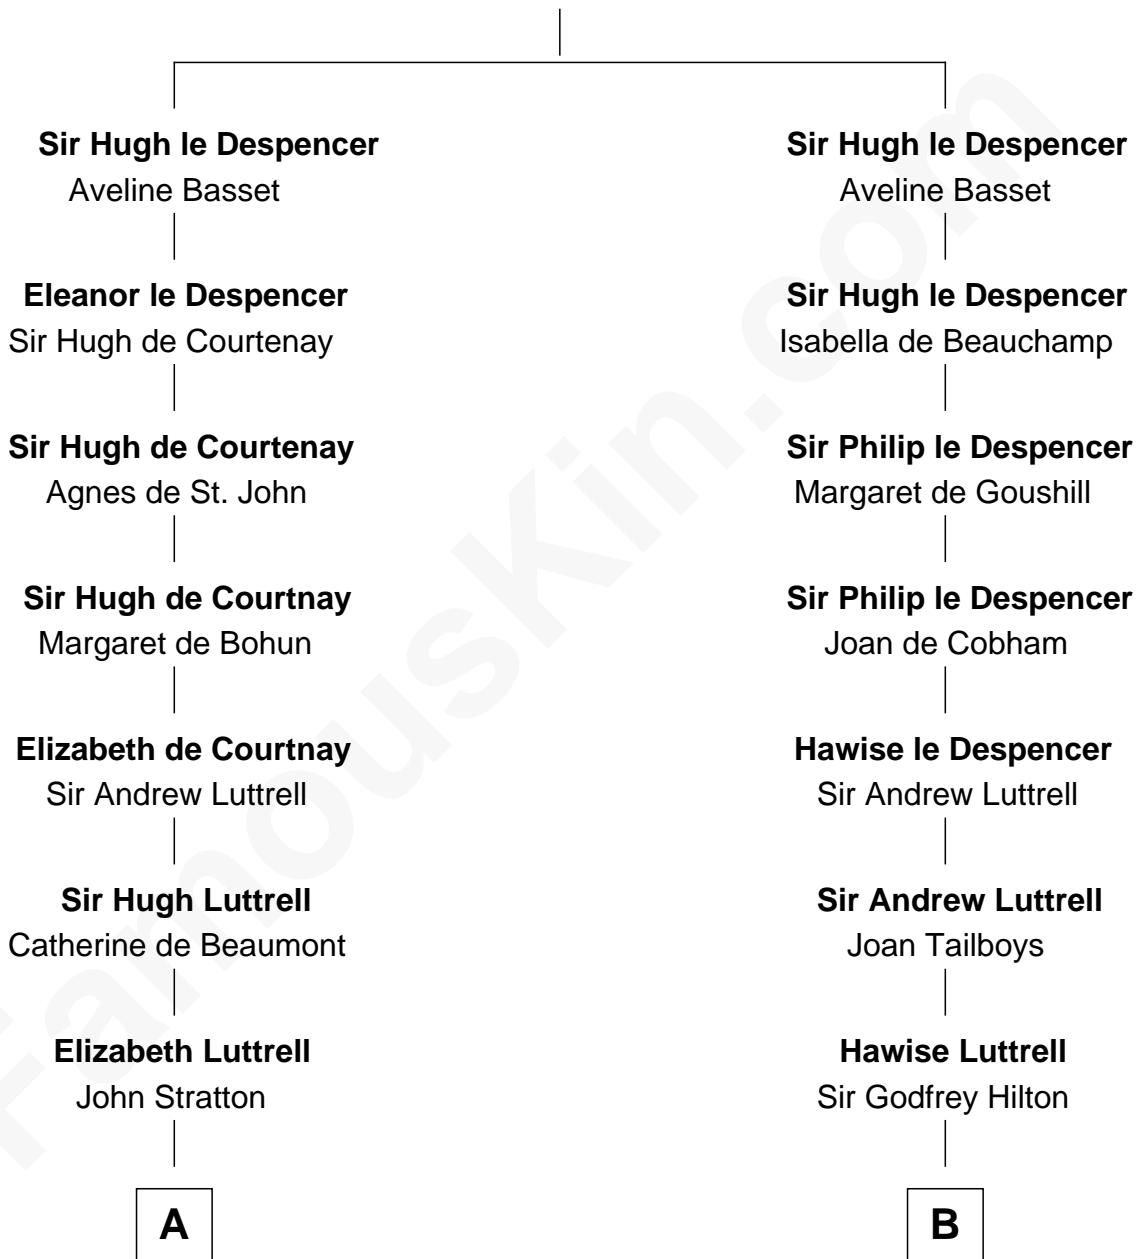 Sir Hugh le Despencer
Aveline Basset
Eleanor le Despencer
Sir Hugh de Courtenay
Sir Hugh de Courtenay
Agnes de St. John
Sir Hugh de Courtnay
Margaret de Bohun
Elizabeth de Courtnay
Sir Andrew Luttrell
Sir Hugh Luttrell
Catherine de Beaumont
Elizabeth Luttrell
John Stratton
A
Sir Hugh le Despencer
Aveline Basset
Sir Hugh le Despencer
Isabella de Beauchamp
Sir Philip le Despencer
Margaret de Goushill
Sir Philip le Despencer
Joan de Cobham
Hawise le Despencer
Sir Andrew Luttrell
Sir Andrew Luttrell
Joan Tailboys
Hawise Luttrell
Sir Godfrey Hilton
B
FamousKin.com